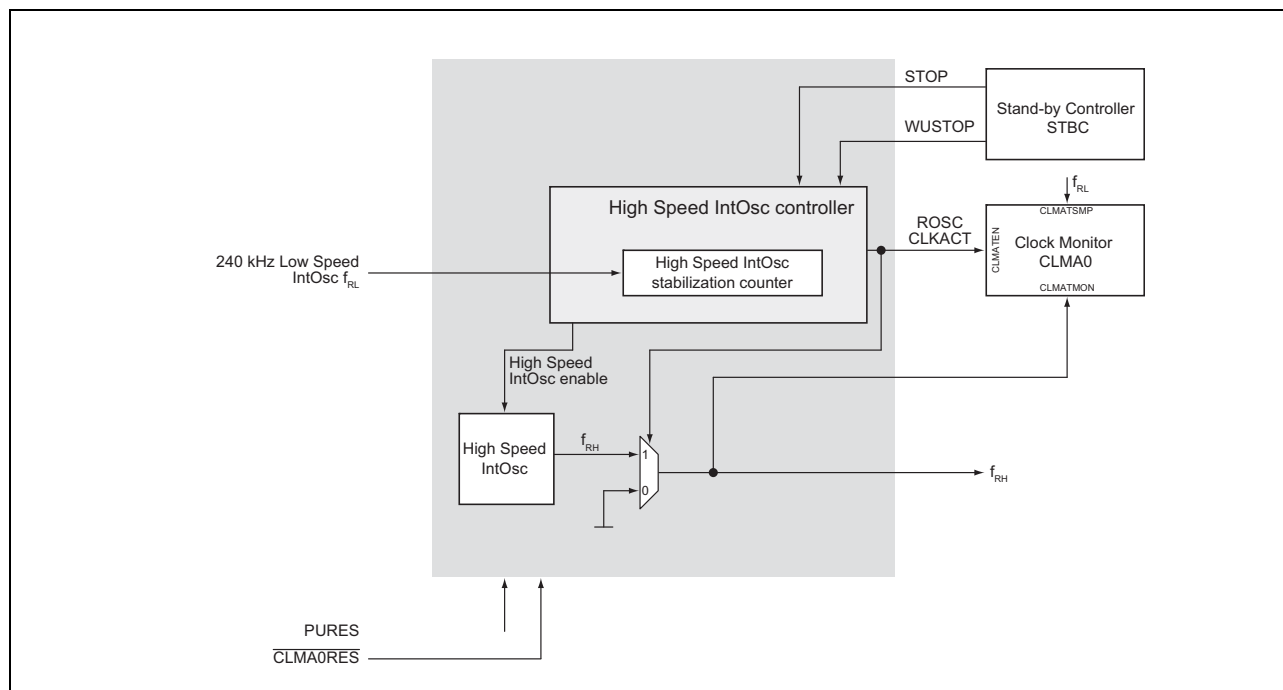 STOP
Stand-by Controller
STBC
WUSTOP
f_RL
High Speed IntOsc controller
CLMATSMP
ROSC
CLKACT
CLMATEN
Clock Monitor
CLMA0
CLMATMON
240 kHz Low Speed
IntOsc f_RL
High Speed IntOsc
stabilization counter
High Speed
IntOsc enable
High Speed
IntOsc
f_RH
1
0
f_RH
PURES
CLMA0RES